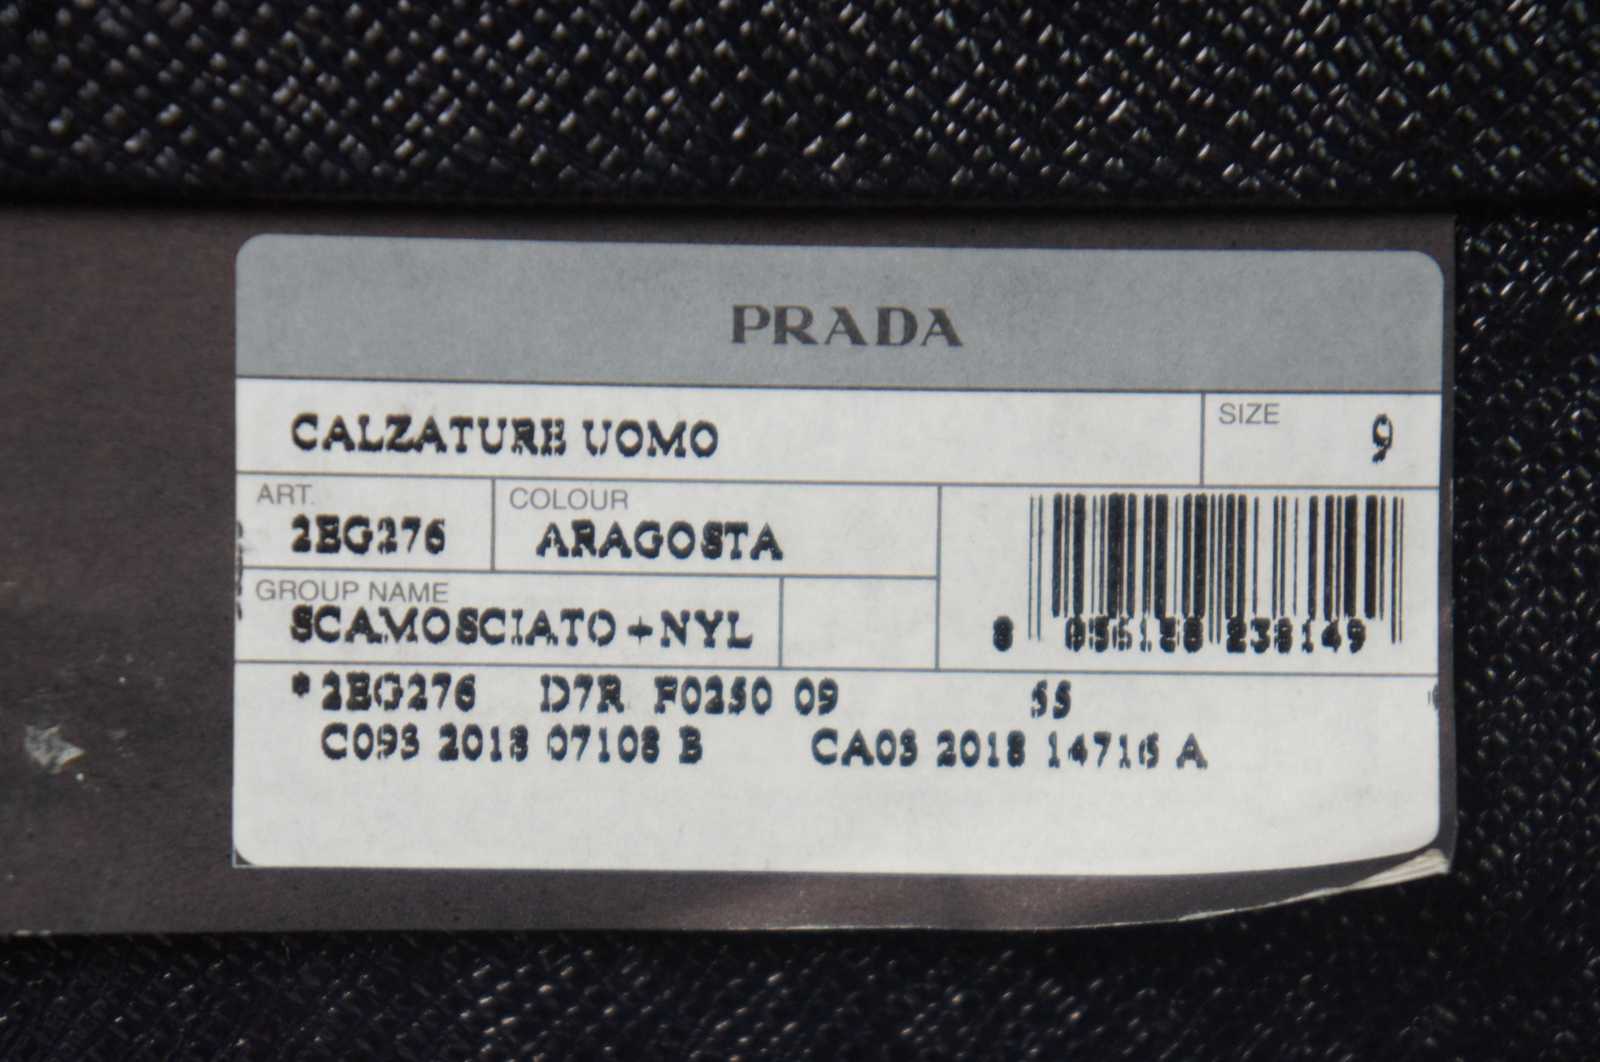 PRADA
CALZATURE UOMO
SIZE 9
ART.
2EG276
COLOUR
ARAGOSTA
GROUP NAME
SCAMOSCIATO+NYL
*2EG276 D7R F0250 09 55
C093 2018 07108 B CA03 2018 14716 A